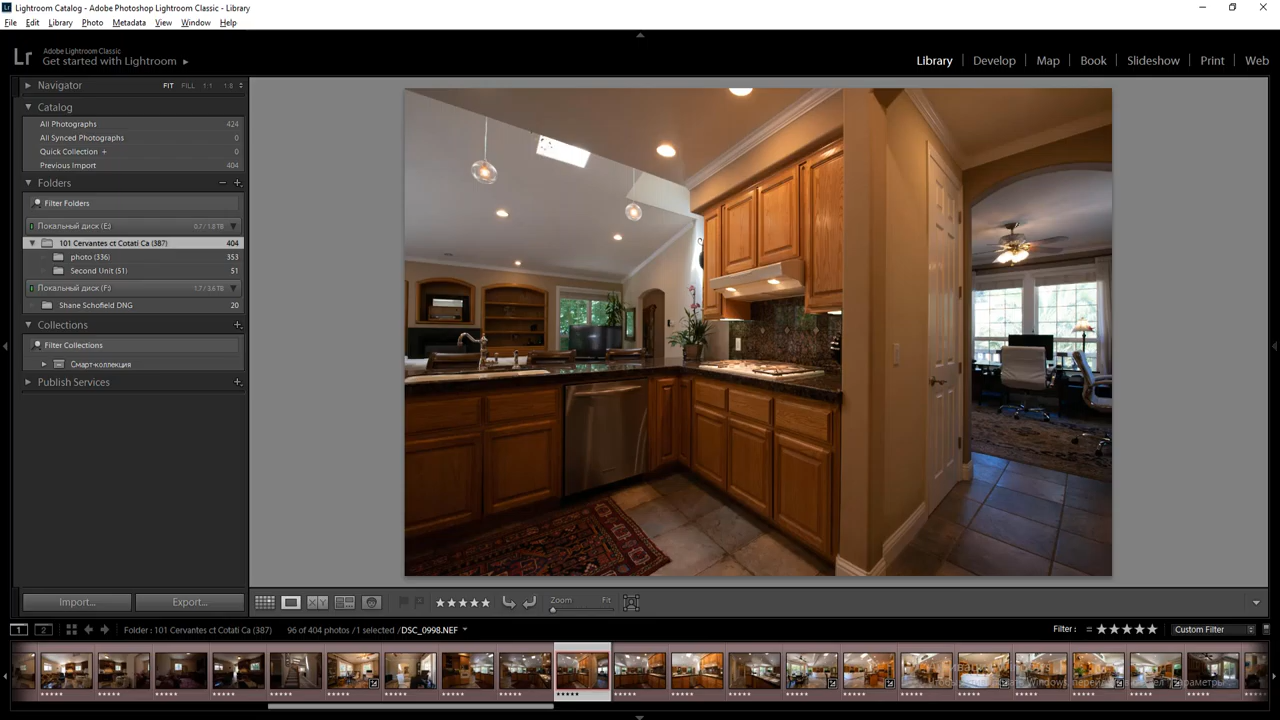 Lightroom Catalog - Adobe Photoshop Lightroom Classic - Library
File Edit Library Photo Metadata View Window Help
Lr
Adobe Lightroom Classic
Get started with Lightroom
Library Develop Map Book Slideshow Print Web
Navigator FIT FILL 1:1 1:8
Catalog
All Photographs 424
All Synced Photographs 0
Quick Collection + 0
Previous Import 404
Folders
Filter Folders
Локальный диск (E:) 0.7 / 1.8 TB
101 Cervantes ct Cotati Ca (387) 404
photo (336) 353
Second Unit (51) 51
Локальный диск (F:) 1.7 / 3.6 TB
Shane Schofield DNG 20
Collections
Filter Collections
Смарт-коллекция
Publish Services
Import... Export...
Zoom Fit
1 2 Folder : 101 Cervantes ct Cotati Ca (387) 96 of 404 photos / 1 selected / DSC_0998.NEF Filter : Custom Filter
Windows
Windows, параметры